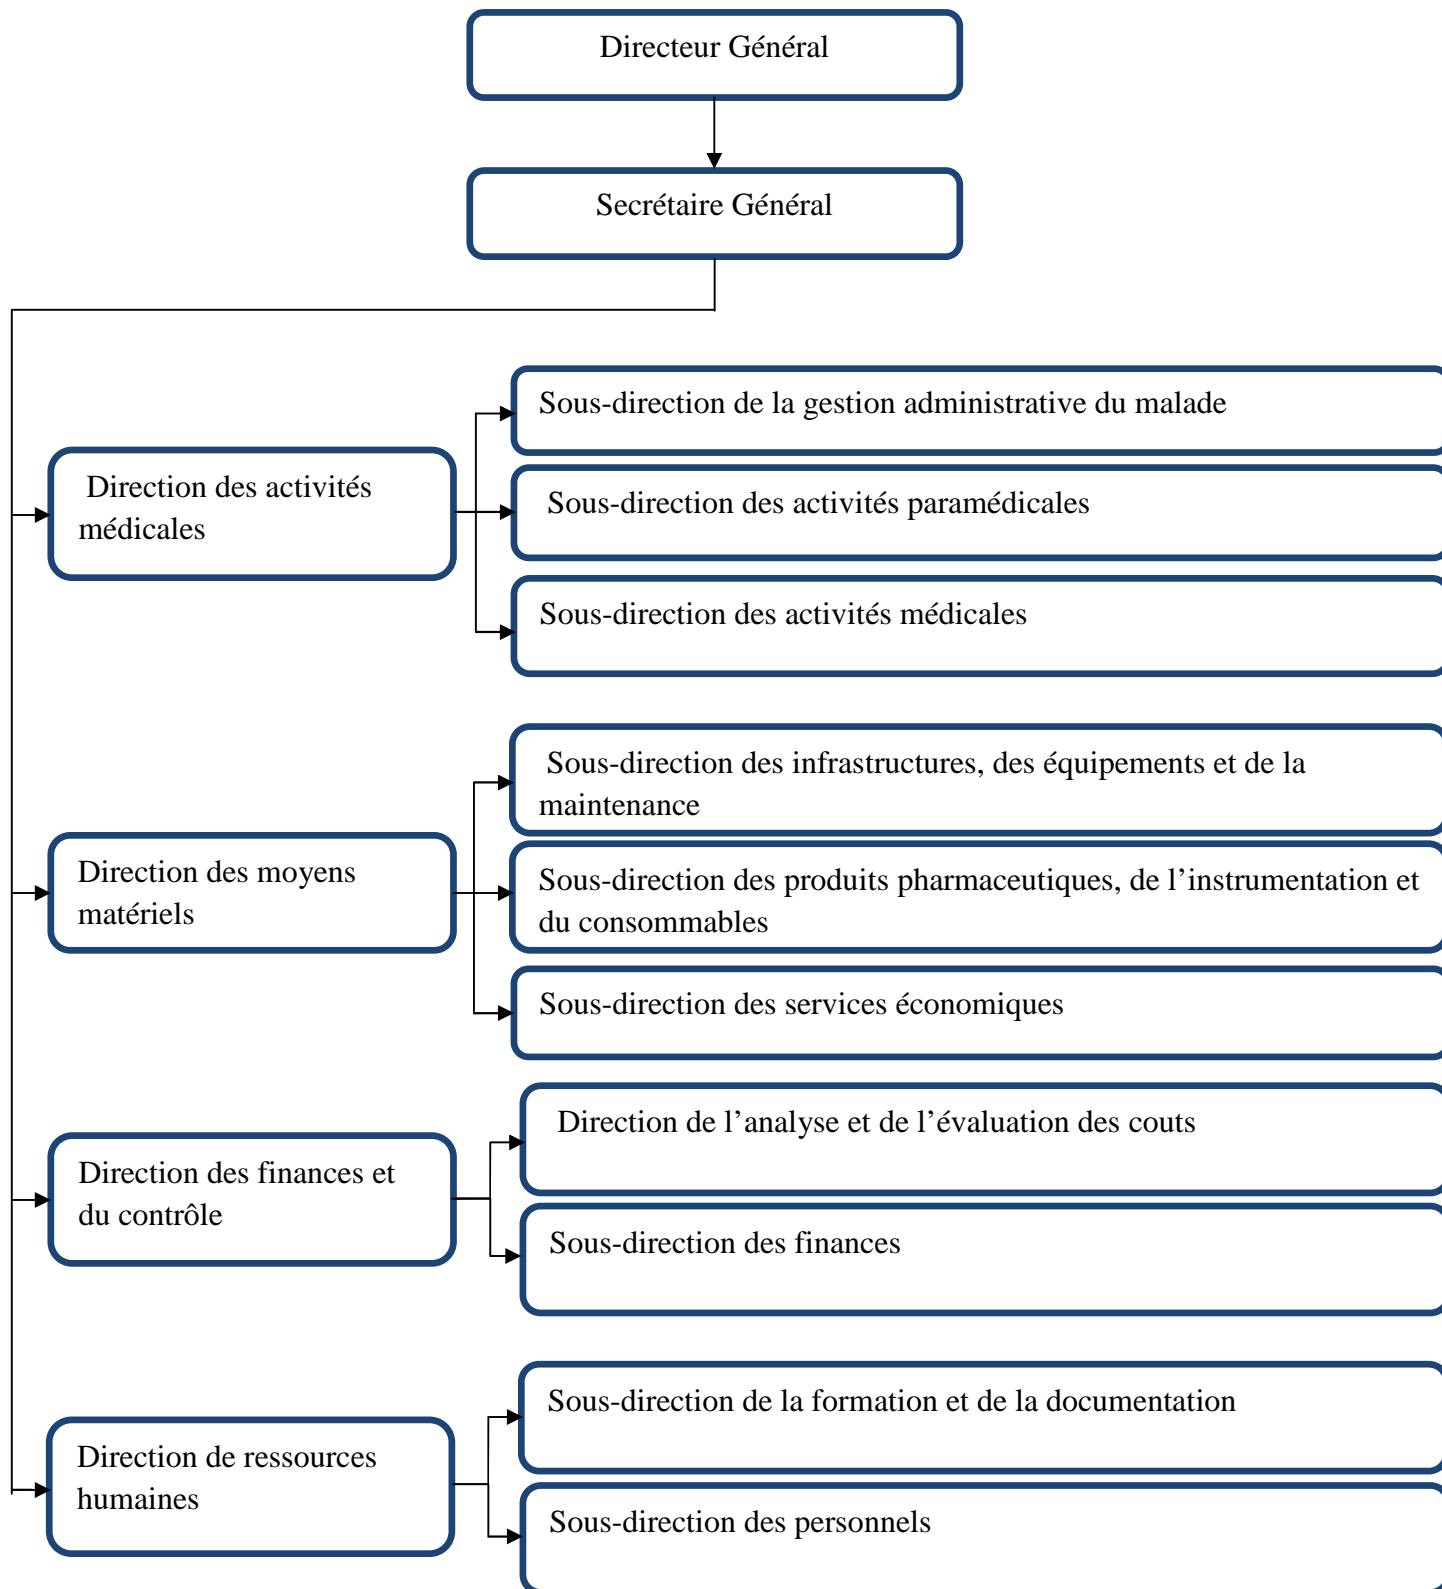 Directeur Général
Secrétaire Général
Direction des activités
médicales
Sous-direction de la gestion administrative du malade
Sous-direction des activités paramédicales
Sous-direction des activités médicales
Direction des moyens
matériels
Sous-direction des infrastructures, des équipements et de la
maintenance
Sous-direction des produits pharmaceutiques, de l’instrumentation et
du consommables
Sous-direction des services économiques
Direction des finances et
du contrôle
Direction de l’analyse et de l’évaluation des couts
Sous-direction des finances
Direction de ressources
humaines
Sous-direction de la formation et de la documentation
Sous-direction des personnels